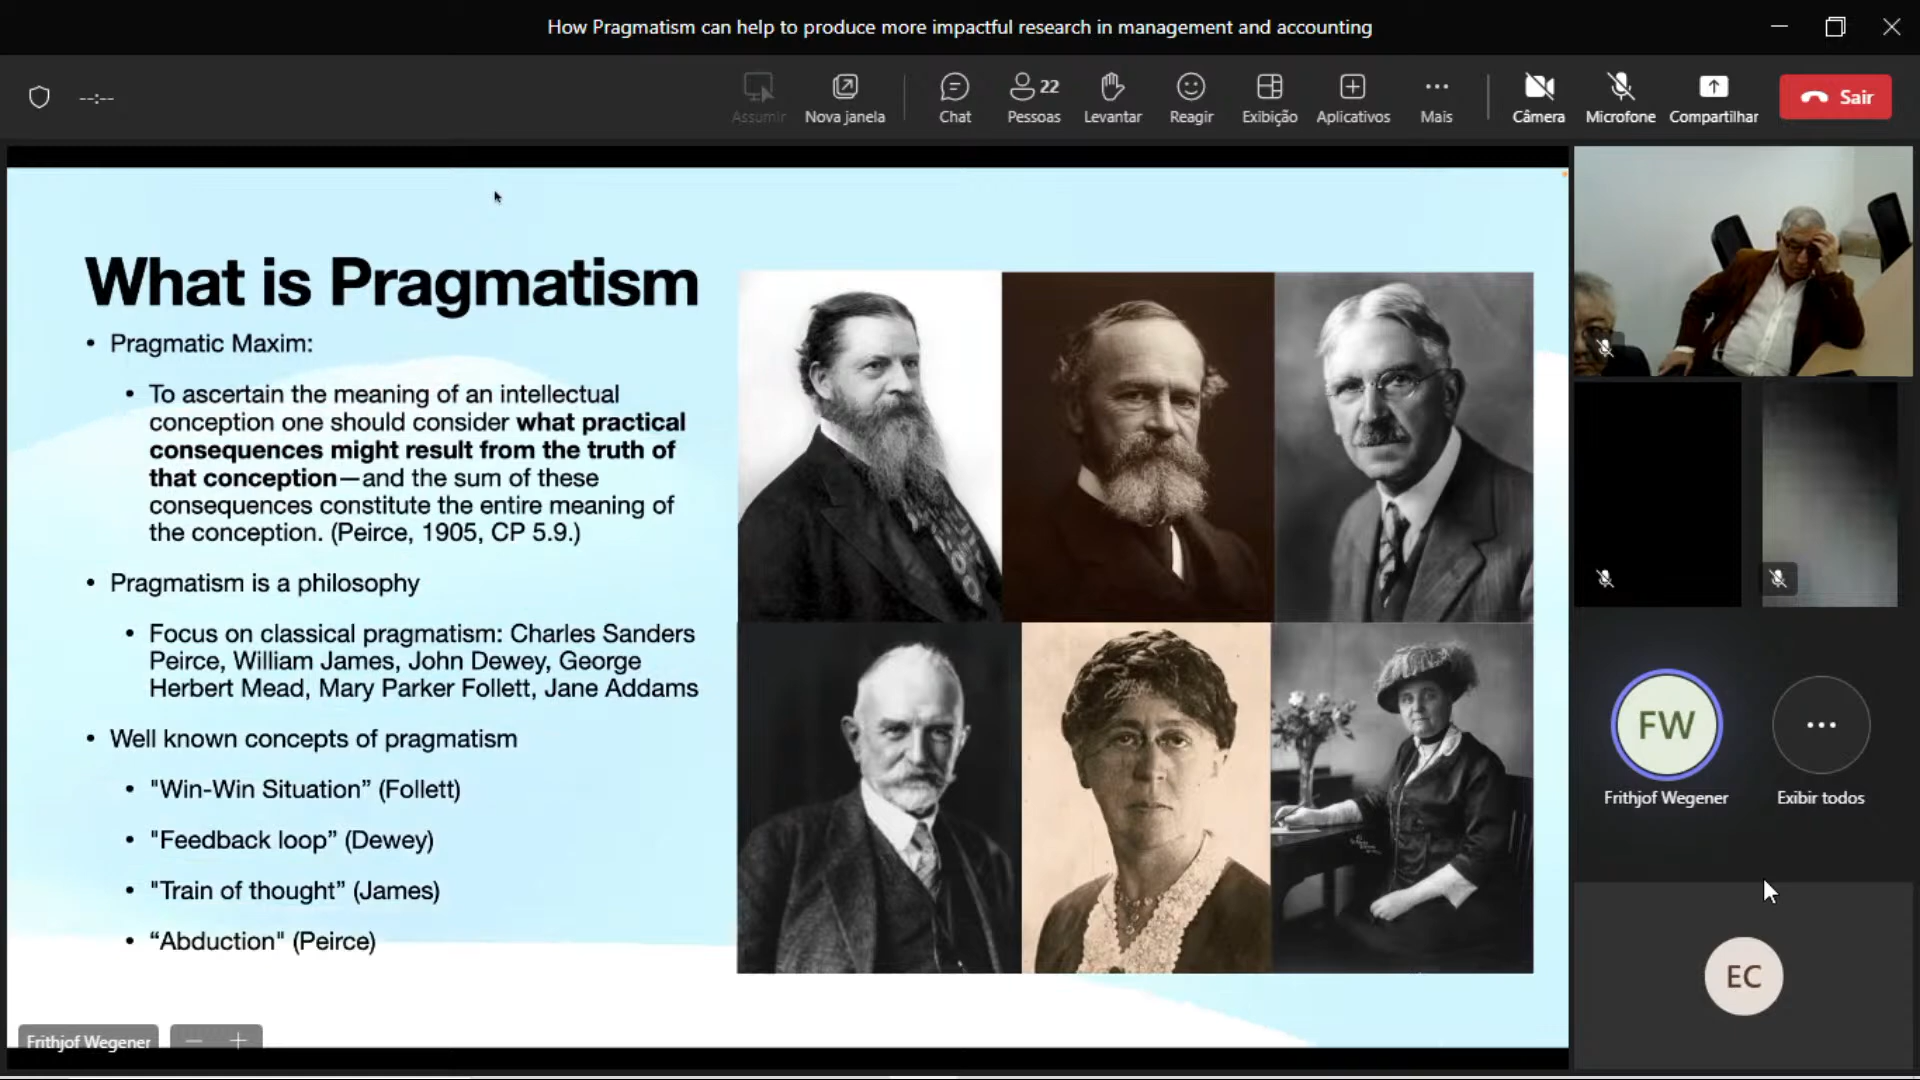 How Pragmatism can help to produce more impactful research in management and accounting
--:--
Assumir
Nova janela
Chat
22
Pessoas
Levantar
Reagir
Exibição
Aplicativos
Mais
Câmera
Microfone
Compartilhar
Sair
What is Pragmatism
• Pragmatic Maxim:
• To ascertain the meaning of an intellectual
conception one should consider what practical
consequences might result from the truth of
that conception—and the sum of these
consequences constitute the entire meaning of
the conception. (Peirce, 1905, CP 5.9.)
• Pragmatism is a philosophy
• Focus on classical pragmatism: Charles Sanders
Peirce, William James, John Dewey, George
Herbert Mead, Mary Parker Follett, Jane Addams
• Well known concepts of pragmatism
• "Win-Win Situation” (Follett)
• "Feedback loop” (Dewey)
• "Train of thought” (James)
• “Abduction" (Peirce)
Frithjof Wegener
FW
Frithjof Wegener
Exibir todos
EC